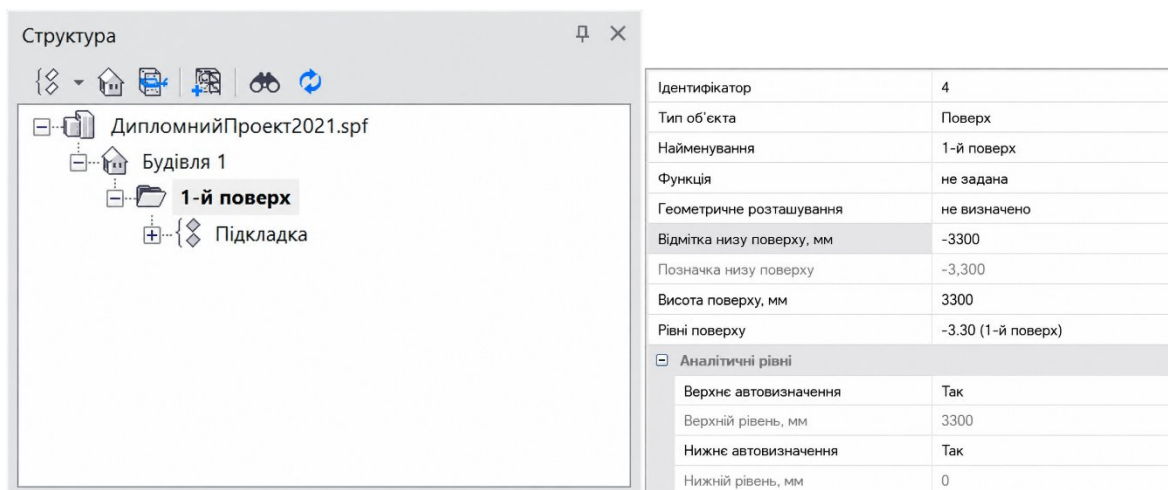 Структура
ДипломнийПроект2021.spf
Будівля 1
1-й поверх
Підкладка
Ідентифікатор 4
Тип об'єкта Поверх
Найменування 1-й поверх
Функція не задана
Геометричне розташування не визначено
Відмітка низу поверху, мм -3300
Позначка низу поверху -3,300
Висота поверху, мм 3300
Рівні поверху -3.30 (1-й поверх)
Аналітичні рівні
Верхнє автовизначення Так
Верхній рівень, мм 3300
Нижнє автовизначення Так
Нижній рівень, мм 0